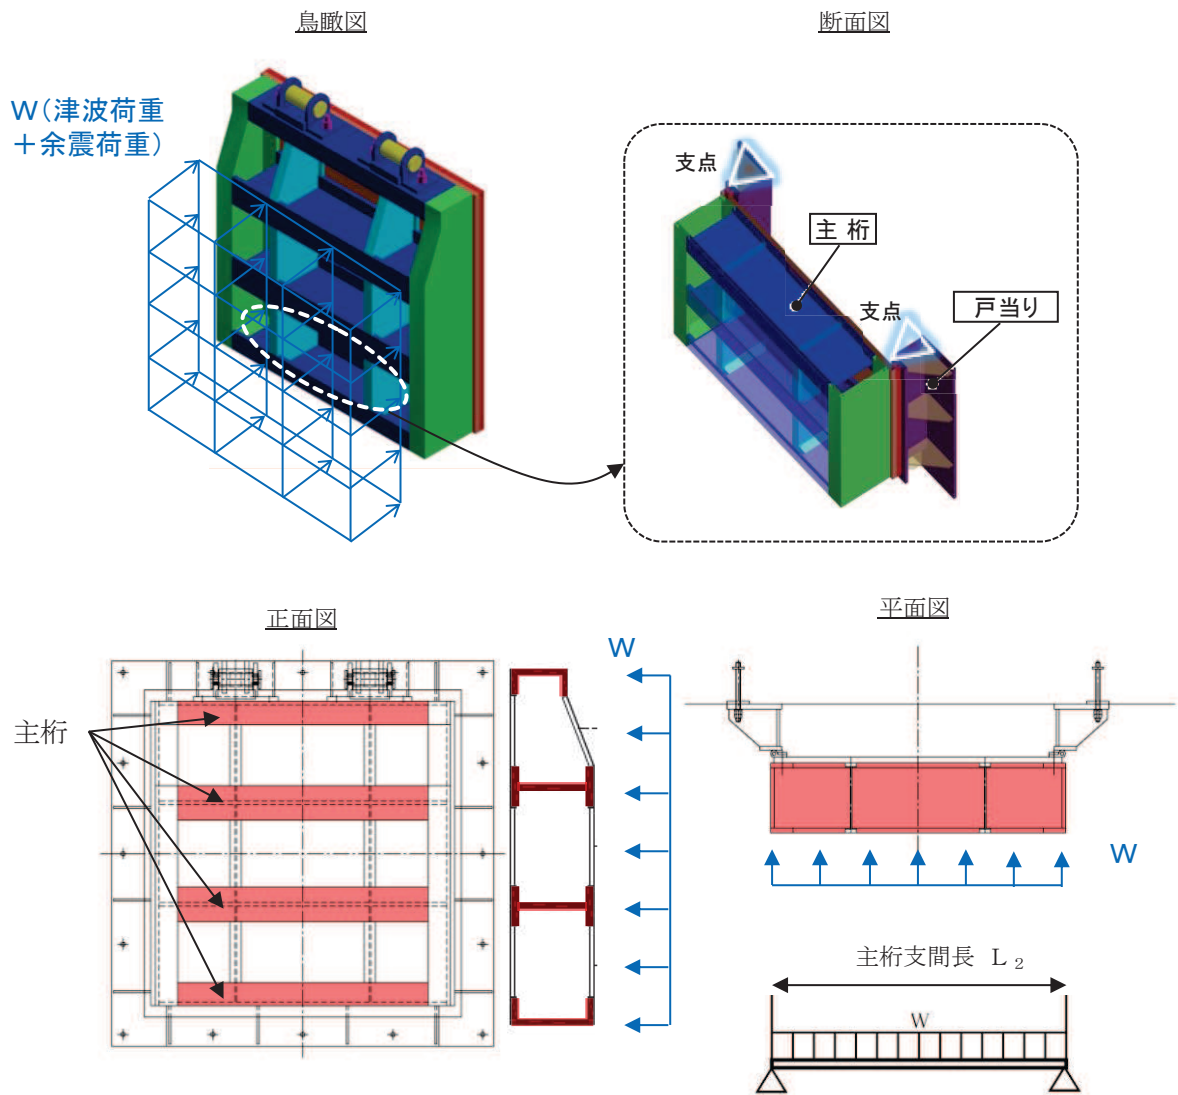 鳥瞰図
断面図
W(津波荷重
+余震荷重)
支点
主 桁
支点
戸当り
正面図
平面図
W
主桁
W
主桁支間長 L₂
W